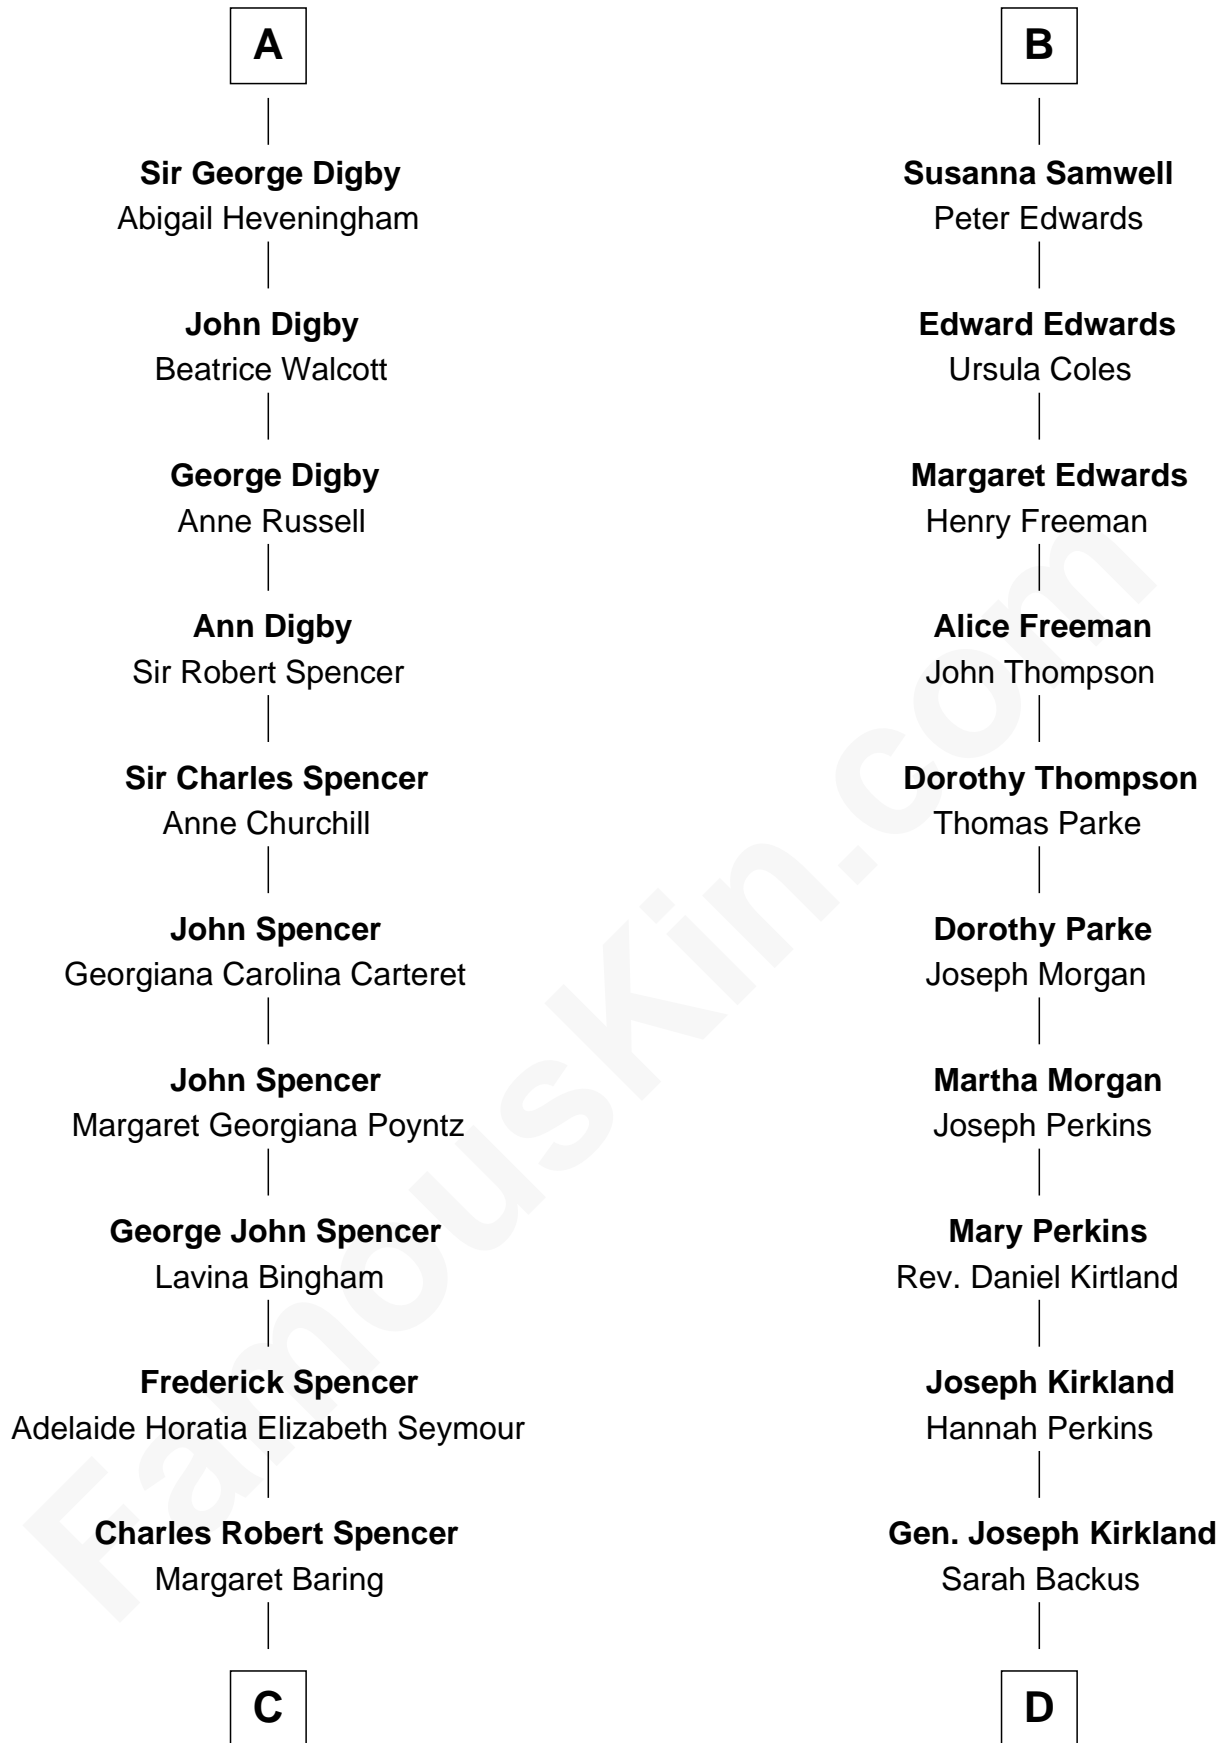 A
Sir George Digby
Abigail Heveningham
John Digby
Beatrice Walcott
George Digby
Anne Russell
Ann Digby
Sir Robert Spencer
Sir Charles Spencer
Anne Churchill
John Spencer
Georgiana Carolina Carteret
John Spencer
Margaret Georgiana Poyntz
George John Spencer
Lavina Bingham
Frederick Spencer
Adelaide Horatia Elizabeth Seymour
Charles Robert Spencer
Margaret Baring
C
B
Susanna Samwell
Peter Edwards
Edward Edwards
Ursula Coles
Margaret Edwards
Henry Freeman
Alice Freeman
John Thompson
Dorothy Thompson
Thomas Parke
Dorothy Parke
Joseph Morgan
Martha Morgan
Joseph Perkins
Mary Perkins
Rev. Daniel Kirtland
Joseph Kirkland
Hannah Perkins
Gen. Joseph Kirkland
Sarah Backus
D
FamousKin.com